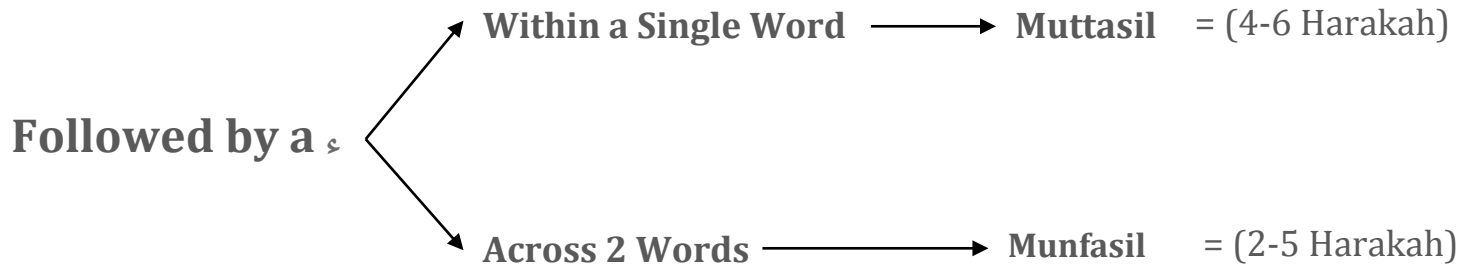 Within a Single Word Muttasil = (4-6 Harakah)
Followed by a ء
Across 2 Words Munfasil = (2-5 Harakah)